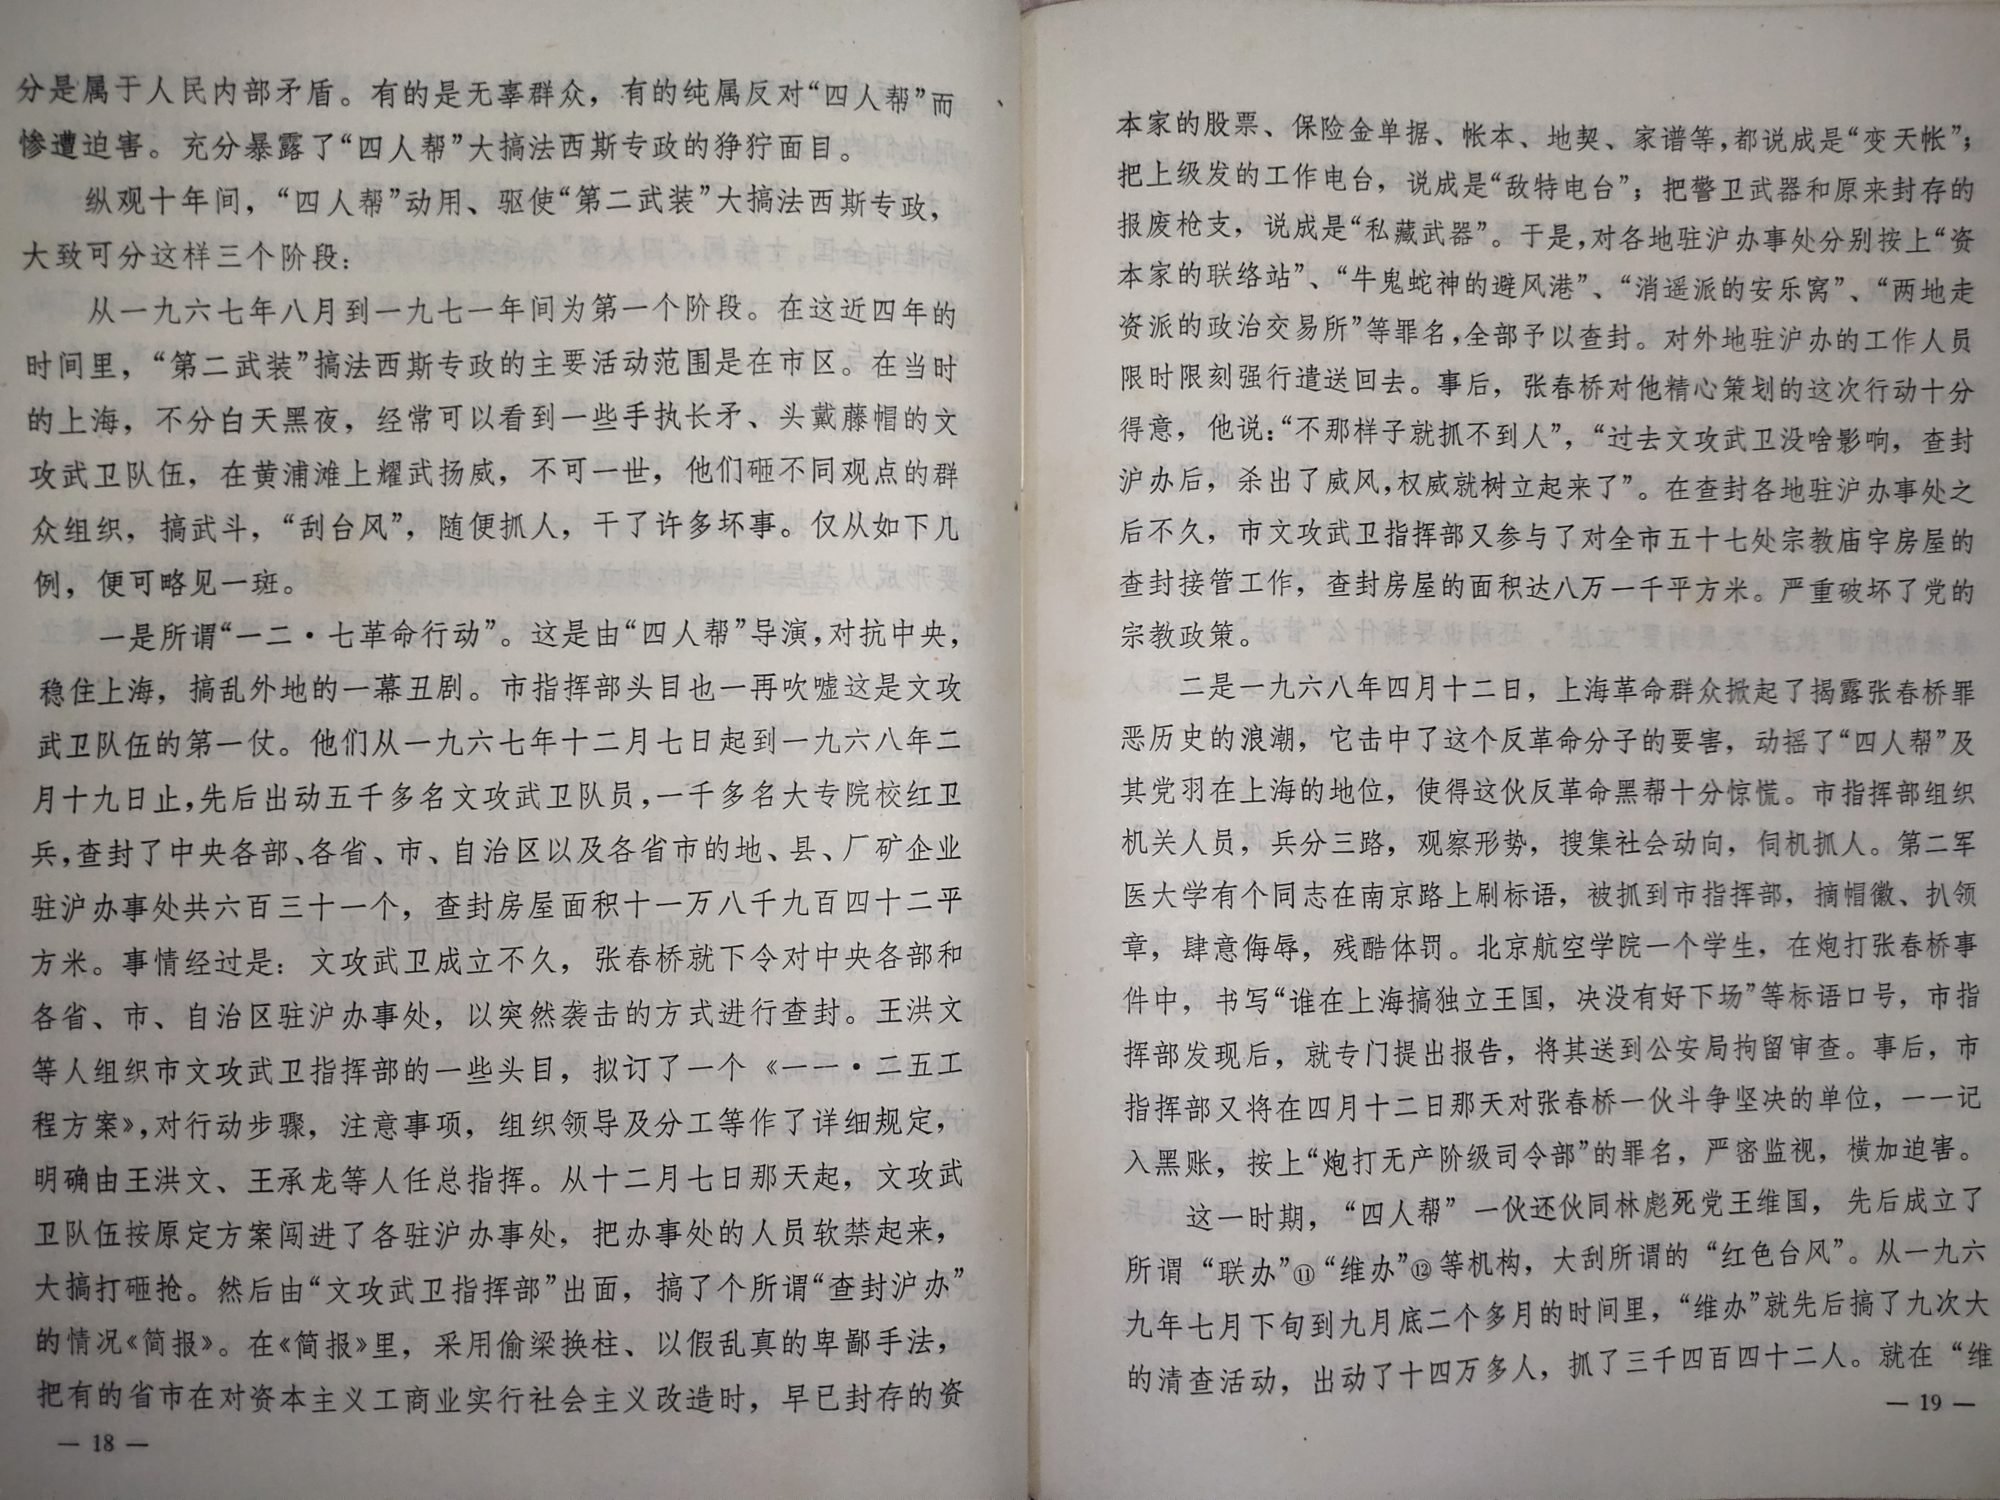 分是属于人民内部矛盾。有的是无辜群众，有的纯属反对“四人帮”而
惨遭迫害。充分暴露了“四人帮”大搞法西斯专政的狰狞面目。
纵观十年间，“四人帮”动用、驱使“第二武装”大搞法西斯专政，
大致可分这样三个阶段：
从一九六七年八月到一九七一年间为第一个阶段。在这近四年的
时间里，“第二武装”搞法西斯专政的主要活动范围是在市区。在当时
的上海，不分白天黑夜，经常可以看到一些手执长矛、头戴藤帽的文
攻武卫队伍，在黄浦滩上耀武扬威，不可一世，他们砸不同观点的群
众组织，搞武斗，“刮台风”，随便抓人，干了许多坏事。仅从如下几
例，便可略见一斑。
一是所谓“一二·七革命行动”。这是由“四人帮”导演，对抗中央，
稳住上海，搞乱外地的一幕丑剧。市指挥部头目也一再吹嘘这是文攻
武卫队伍的第一仗。他们从一九六七年十二月七日起到一九六八年二
月十九日止，先后出动五千多名文攻武卫队员，一千多名大专院校红卫
兵，查封了中央各部、各省、市、自治区以及各省市的地、县、厂矿企业
驻沪办事处共六百三十一个，查封房屋面积十一万八千九百四十二平
方米。事情经过是：文攻武卫成立不久，张春桥就下令对中央各部和
各省、市、自治区驻沪办事处，以突然袭击的方式进行查封。王洪文
等人组织市文攻武卫指挥部的一些头目，拟订了一个《一一·二五工
程方案》，对行动步骤，注意事项，组织领导及分工等作了详细规定，
明确由王洪文、王承龙等人任总指挥。从十二月七日那天起，文攻武
卫队伍按原定方案闯进了各驻沪办事处，把办事处的人员软禁起来，
大搞打砸抢。然后由“文攻武卫指挥部”出面，搞了个所谓“查封沪办”
的情况《简报》。在《简报》里，采用偷梁换柱、以假乱真的卑鄙手法，
把有的省市在对资本主义工商业实行社会主义改造时，早已封存的资
— 18 —
本家的股票、保险金单据、帐本、地契、家谱等，都说成是“变天帐”；
把上级发的工作电台，说成是“敌特电台”；把警卫武器和原来封存的
报废枪支，说成是“私藏武器”。于是，对各地驻沪办事处分别按上“资
本家的联络站”、“牛鬼蛇神的避风港”、“消遥派的安乐窝”、“两地走
资派的政治交易所”等罪名，全部予以查封。对外地驻沪办的工作人员
限时限刻强行遣送回去。事后，张春桥对他精心策划的这次行动十分
得意，他说：“不那样子就抓不到人”，“过去文攻武卫没啥影响，查封
沪办后，杀出了威风，权威就树立起来了”。在查封各地驻沪办事处之
后不久，市文攻武卫指挥部又参与了对全市五十七处宗教庙宇房屋的
查封接管工作，查封房屋的面积达八万一千平方米。严重破坏了党的
宗教政策。
二是一九六八年四月十二日，上海革命群众掀起了揭露张春桥罪
恶历史的浪潮，它击中了这个反革命分子的要害，动摇了“四人帮”及
其党羽在上海的地位，使得这伙反革命黑帮十分惊慌。市指挥部组织
机关人员，兵分三路，观察形势，搜集社会动向，伺机抓人。第二军
医大学有个同志在南京路上刷标语，被抓到市指挥部，摘帽徽、扒领
章，肆意侮辱，残酷体罚。北京航空学院一个学生，在炮打张春桥事
件中，书写“谁在上海搞独立王国，决没有好下场”等标语口号，市指
挥部发现后，就专门提出报告，将其送到公安局拘留审查。事后，市
指挥部又将在四月十二日那天对张春桥一伙斗争坚决的单位，一一记
入黑账，按上“炮打无产阶级司令部”的罪名，严密监视，横加迫害。
这一时期，“四人帮”一伙还伙同林彪死党王维国，先后成立了
所谓“联办”⑪“维办”⑫等机构，大刮所谓的“红色台风”。从一九六
九年七月下旬到九月底二个多月的时间里，“维办”就先后搞了九次大
的清查活动，出动了十四万多人，抓了三千四百四十二人。就在“维
— 19 —